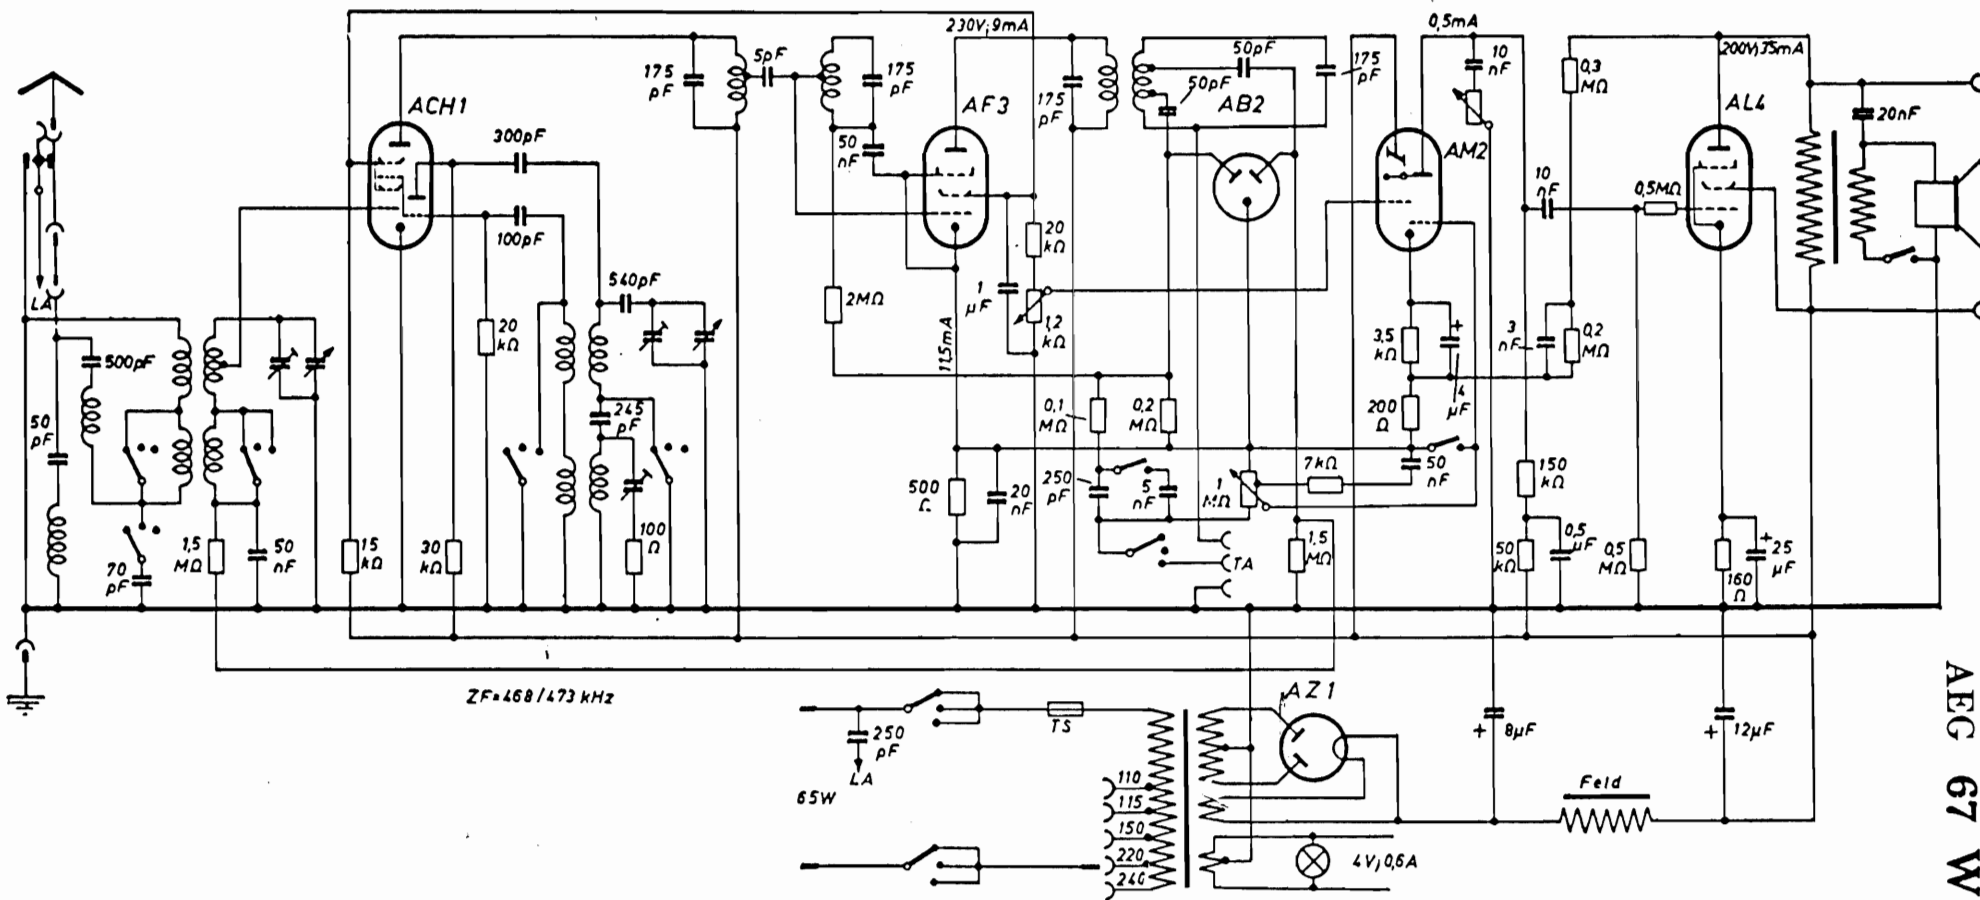 230V; 9mA
0,5mA
200V, 35mA
5pF
175 pF
175 pF
ACH1
300pF
100pF
50 nF
AF3
175 pF
50pF
50pF
AB2
175 pF
10 nF
AM2
0,3 MΩ
AL4
20nF
10 nF
0,5MΩ
LA
500pF
50 pF
70 pF
1,5 MΩ
50 nF
15 kΩ
30 kΩ
20 kΩ
540pF
245 pF
100 Ω
2MΩ
20 kΩ
1 µF
1,2 kΩ
11,5mA
500 Ω
20 nF
0,1 MΩ
0,2 MΩ
250 pF
5 nF
1 MΩ
7kΩ
50 nF
1,5 MΩ
TA
3,5 kΩ
+
4 µF
200 Ω
3 nF
0,2 MΩ
150 kΩ
50 kΩ
0,5 µF
0,5 MΩ
160 Ω
+
25 µF
ZF=468/473 kHz
250 pF
LA
65W
TS
110
115
150
220
240
AZ1
4V; 0,6A
+ 8µF
Feld
+ 12µF
AEG 67 W